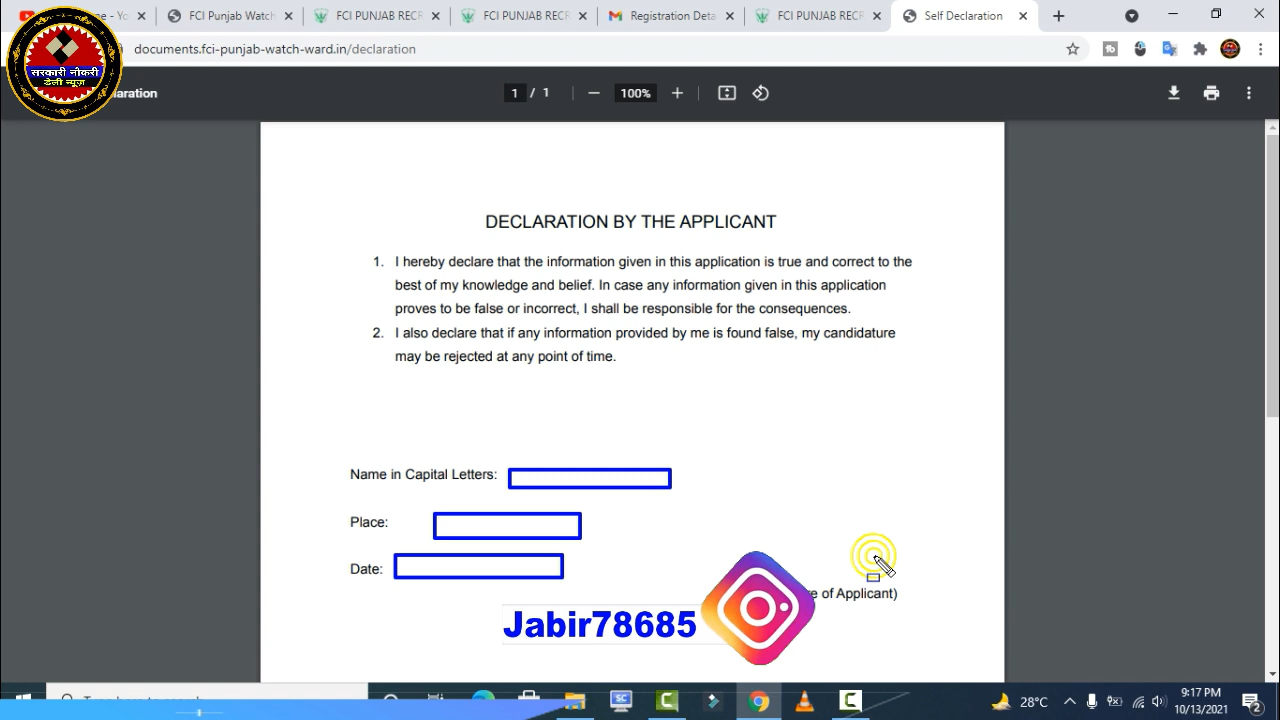 FCI Punjab Watch
FCI PUNJAB RECR
PUNJAB RECR
Registration Deta
PUNJAB RECR
Self Declaration
documents.fci-punjab-watch-ward.in/declaration
सरकारी नौकरी
डेली न्यूज़
1 / 1
100%
DECLARATION BY THE APPLICANT
1. I hereby declare that the information given in this application is true and correct to the
best of my knowledge and belief. In case any information given in this application
proves to be false or incorrect, I shall be responsible for the consequences.
2. I also declare that if any information provided by me is found false, my candidature
may be rejected at any point of time.
Name in Capital Letters:
Place:
Date:
of Applicant)
Jabir78685
SC
28°C
3:17 PM
10/13/2021
2